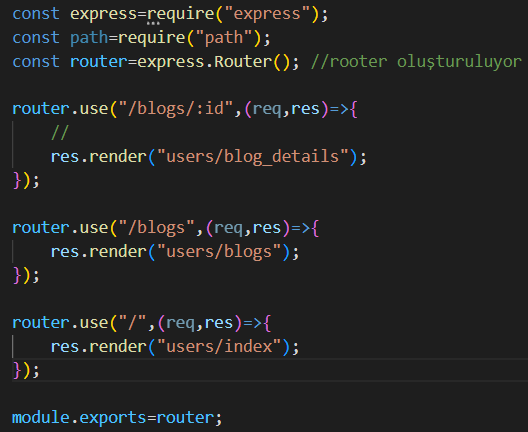 const express=require("express");
const path=require("path");
const router=express.Router(); //rooter oluşturuluyor
router.use("/blogs/:id",(req,res)=>{
    //
    res.render("users/blog_details");
});
router.use("/blogs",(req,res)=>{
    res.render("users/blogs");
});
router.use("/",(req,res)=>{
    res.render("users/index");
});
module.exports=router;